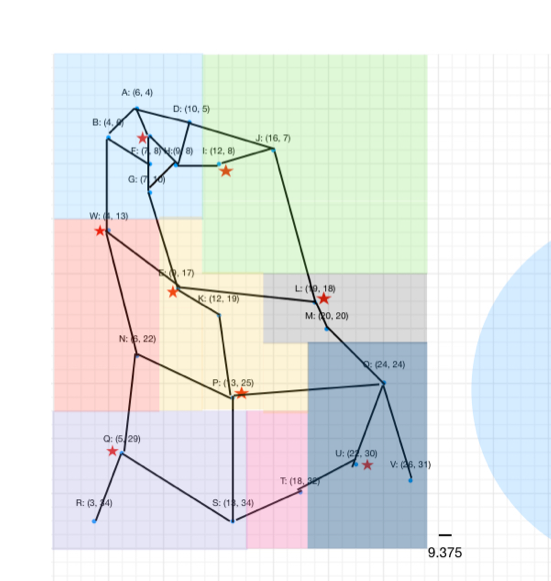 A: (6, 4)
D: (10, 5)
B: (4, 6)
J: (16, 7)
F: (7, 8) H: (9, 8) I: (12, 8)
G: (7, 10)
W: (4, 13)
E: (9, 17)
L: (19, 18)
K: (12, 19)
M: (20, 20)
N: (6, 22)
O: (24, 24)
P: (13, 25)
Q: (5, 29)
U: (22, 30)
V: (26, 31)
T: (18, 32)
R: (3, 34)
S: (13, 34)
9.375